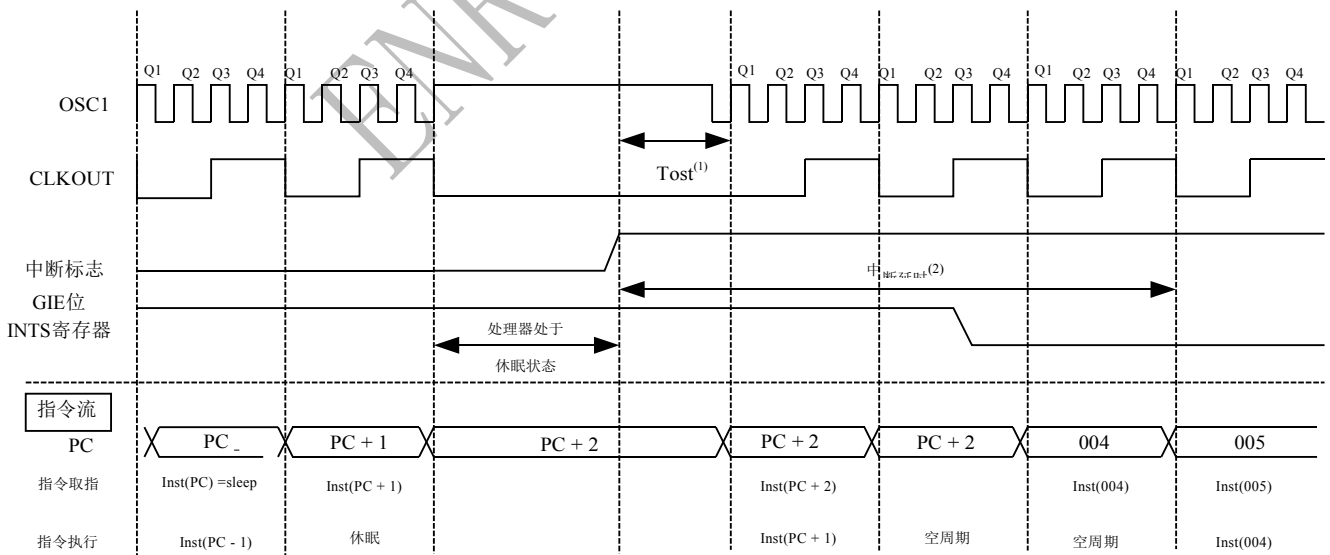 Q1 Q2 Q3 Q4 Q1 Q2 Q3 Q4 Q1 Q2 Q3 Q4 Q1 Q2 Q3 Q4 Q1 Q2 Q3 Q4 Q1 Q2 Q3 Q4
OSC1
Tost(1)
CLKOUT
中断标志
中断延时(2)
GIE位
INTS寄存器
处理器处于
休眠状态
指令流
PC PC PC + 1 PC + 2 PC + 2 PC + 2 004 005
指令取指 Inst(PC) =sleep Inst(PC + 1) Inst(PC + 2) Inst(004) Inst(005)
指令执行 Inst(PC - 1) 休眠 Inst(PC + 1) 空周期 空周期 Inst(004)